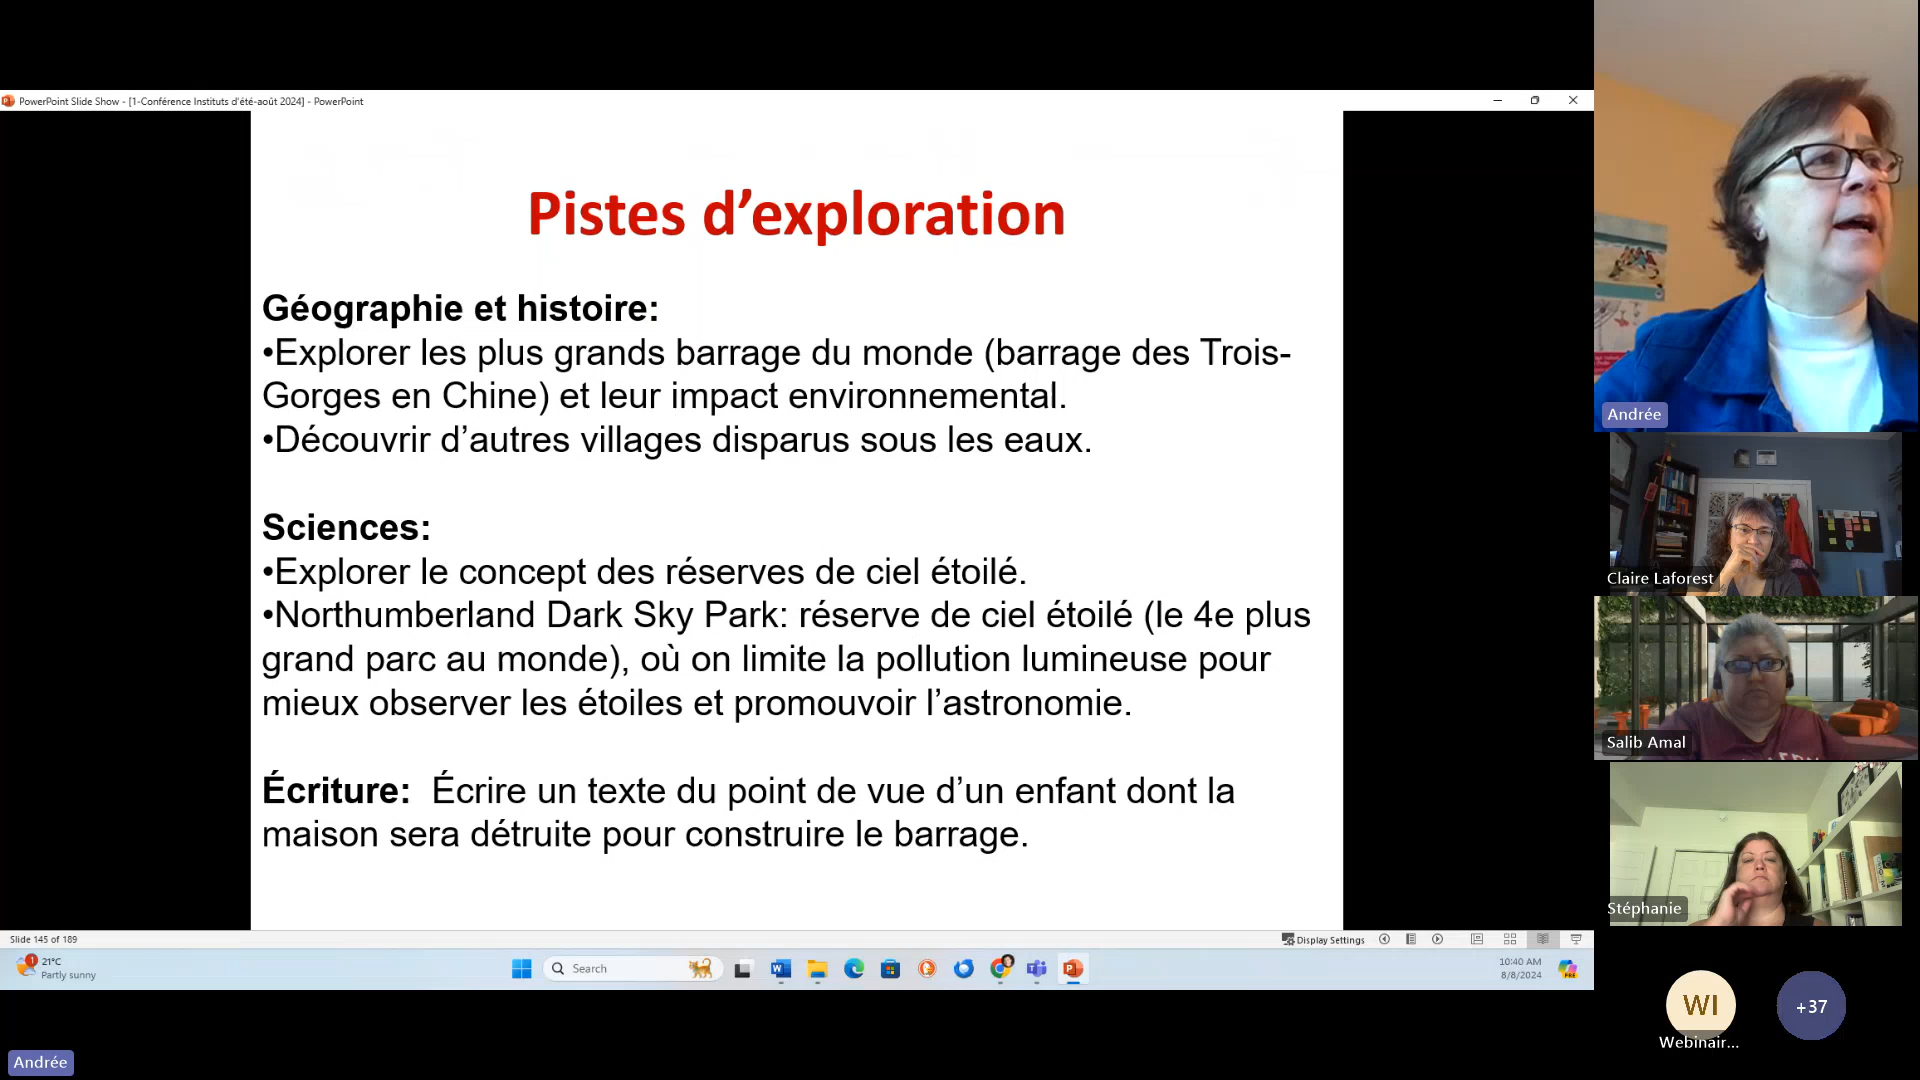 PowerPoint Slide Show - [1-Conférence Instituts d'été-août 2024] - PowerPoint
Pistes d’exploration
Géographie et histoire:
•Explorer les plus grands barrage du monde (barrage des Trois-
Gorges en Chine) et leur impact environnemental.
•Découvrir d’autres villages disparus sous les eaux.
Sciences:
•Explorer le concept des réserves de ciel étoilé.
•Northumberland Dark Sky Park: réserve de ciel étoilé (le 4e plus
grand parc au monde), où on limite la pollution lumineuse pour
mieux observer les étoiles et promouvoir l’astronomie.
Écriture: Écrire un texte du point de vue d’un enfant dont la
maison sera détruite pour construire le barrage.
Slide 145 of 189
Display Settings
1
21°C
Partly sunny
Search
10:40 AM
8/8/2024
PRE
Andrée
Andrée
Claire Laforest
Salib Amal
Stéphanie
WI
Webinair...
+37